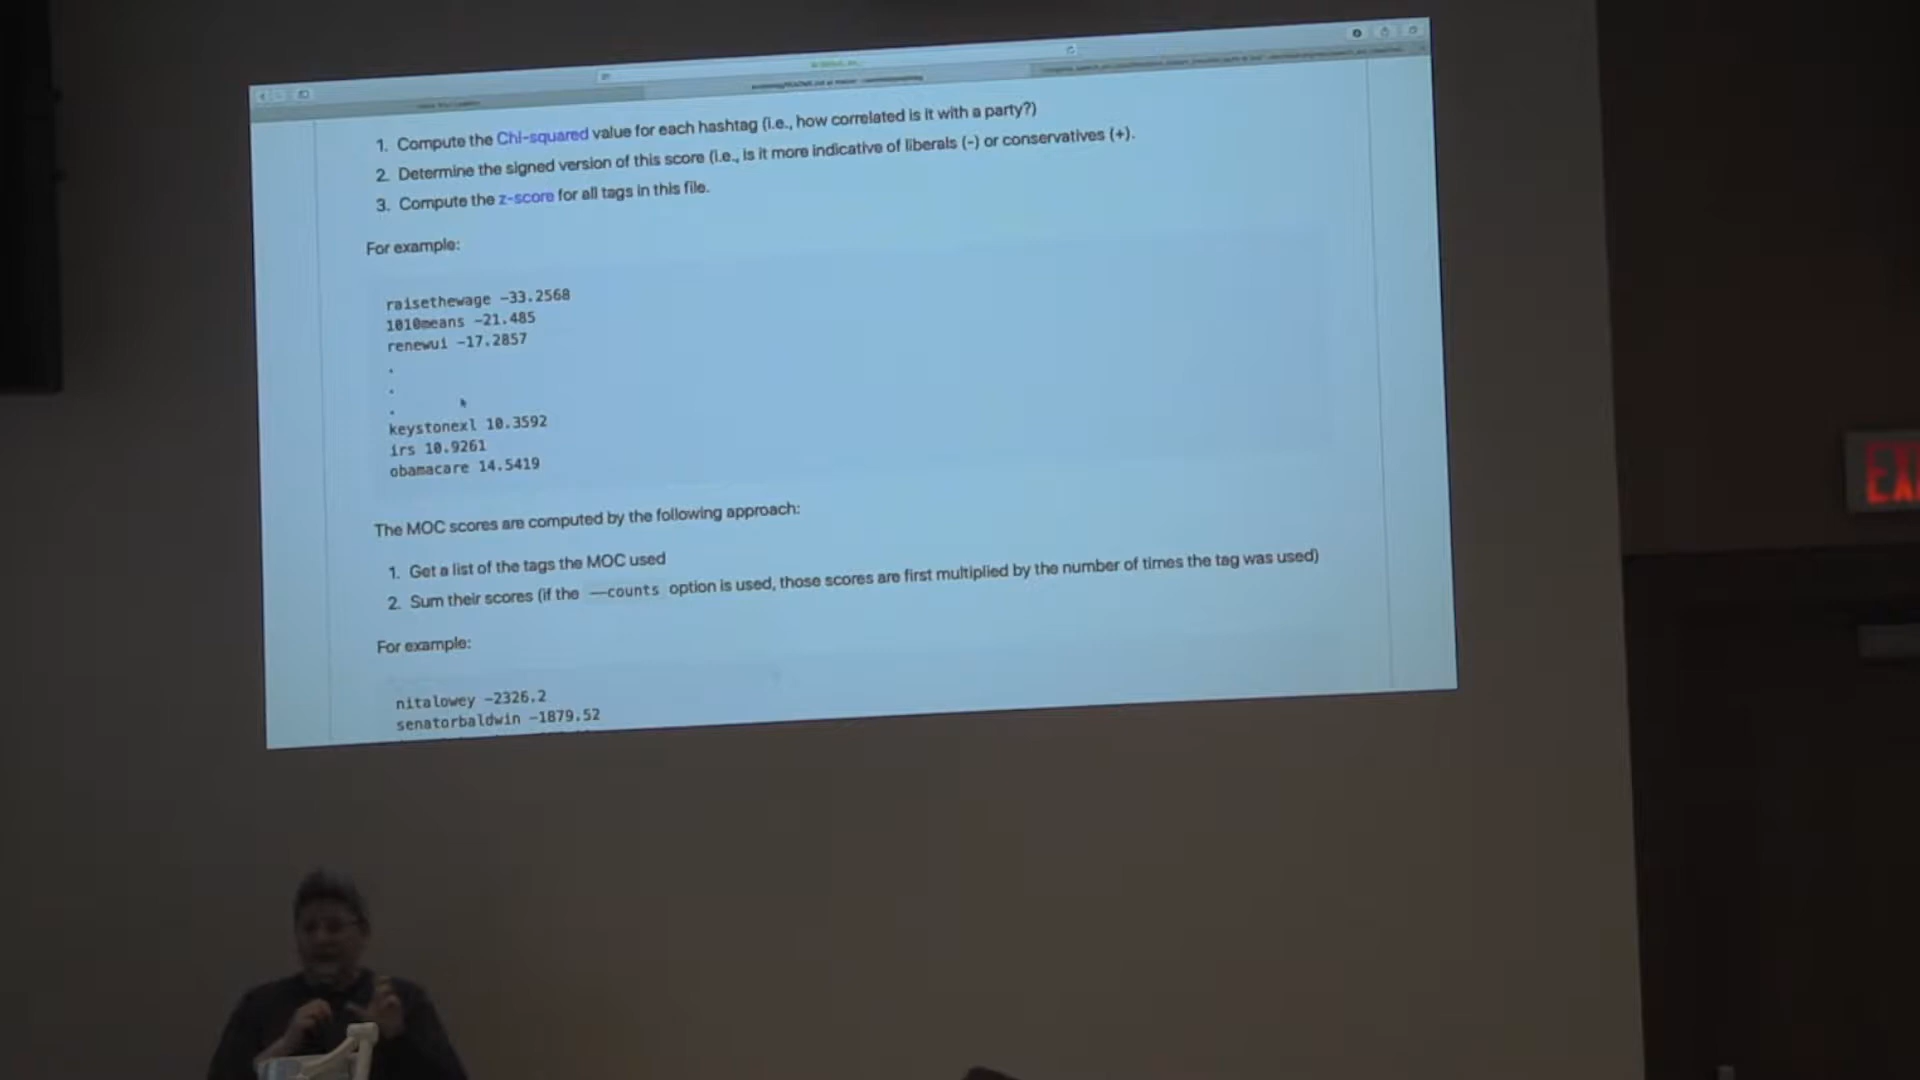 1. Compute the Chi-squared value for each hashtag (i.e., how correlated is it with a party?)
2. Determine the signed version of this score (i.e., is it more indicative of liberals (-) or conservatives (+).
3. Compute the z-score for all tags in this file.
For example:
raisethewage -33.2568
1010means -21.485
renewui -17.2857
.
.
.
keystonexl 10.3592
irs 10.9261
obamacare 14.5419
The MOC scores are computed by the following approach:
1. Get a list of the tags the MOC used
2. Sum their scores (if the —counts option is used, those scores are first multiplied by the number of times the tag was used)
For example:
nitalowey -2326.2
senatorbaldwin -1879.52